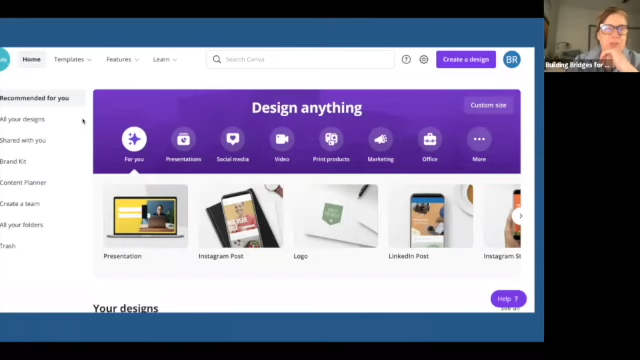 Home Templates Features Learn Search Canva Create a design BR
Recommended for you
All your designs
Shared with you
Brand Kit
Content Planner
Create a team
All your folders
Trash
Design anything
Custom size
For you Presentations Social media Video Print products Marketing Office More
Presentation Instagram Post Logo LinkedIn Post Instagram St
Your designs
See all
Help ?
Building Bridges for ...